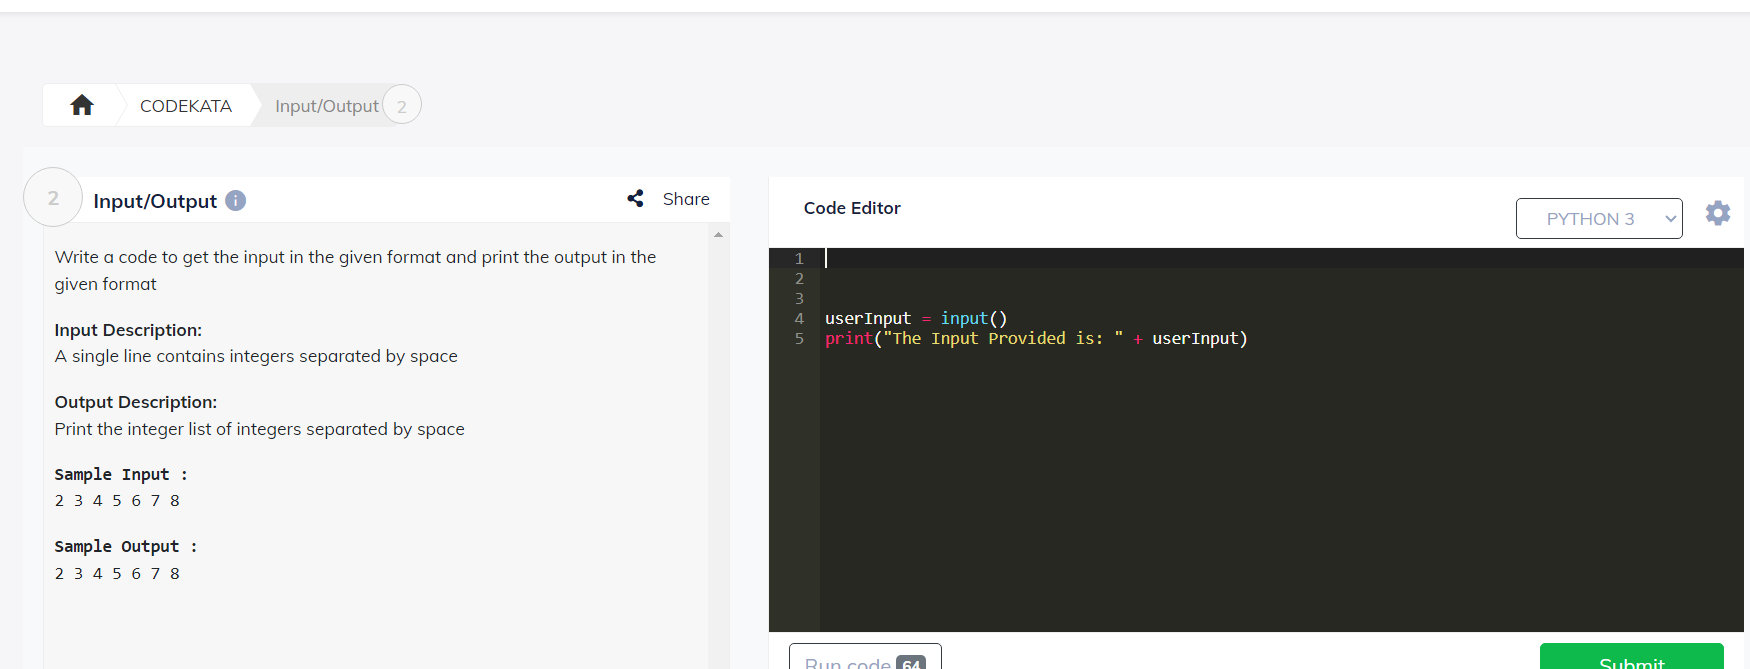 CODEKATA
Input/Output
2
2
Input/Output
i
Share
Write a code to get the input in the given format and print the output in the
given format
Input Description:
A single line contains integers separated by space
Output Description:
Print the integer list of integers separated by space
Sample Input :
2 3 4 5 6 7 8
Sample Output :
2 3 4 5 6 7 8
Code Editor
PYTHON 3
1
2
3
4 userInput = input()
5 print("The Input Provided is: " + userInput)
Run code 64
Submit